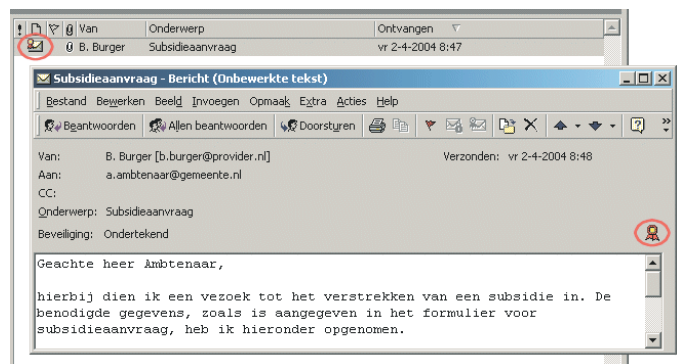 ! Van Onderwerp Ontvangen
B. Burger Subsidieaanvraag vr 2-4-2004 8:47
Subsidieaanvraag - Bericht (Onbewerkte tekst)
Bestand Bewerken Beeld Invoegen Opmaak Extra Acties Help
Beantwoorden Allen beantwoorden Doorsturen
Van: B. Burger [b.burger@provider.nl] Verzonden: vr 2-4-2004 8:48
Aan: a.ambtenaar@gemeente.nl
CC:
Onderwerp: Subsidieaanvraag
Beveiliging: Ondertekend
Geachte heer Ambtenaar,
hierbij dien ik een vezoek tot het verstrekken van een subsidie in. De
benodigde gegevens, zoals is aangegeven in het formulier voor
subsidieaanvraag, heb ik hieronder opgenomen.